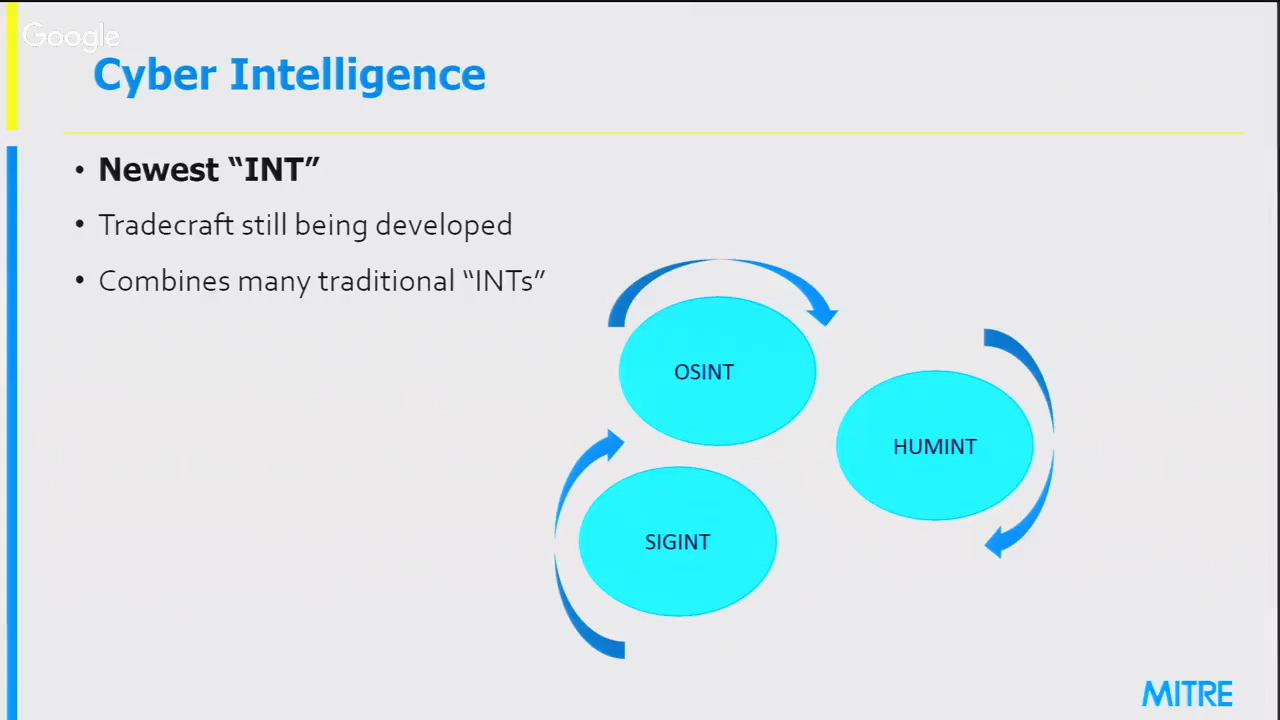 Google
Cyber Intelligence
• Newest “INT”
• Tradecraft still being developed
• Combines many traditional “INTs”
OSINT
HUMINT
SIGINT
MITRE